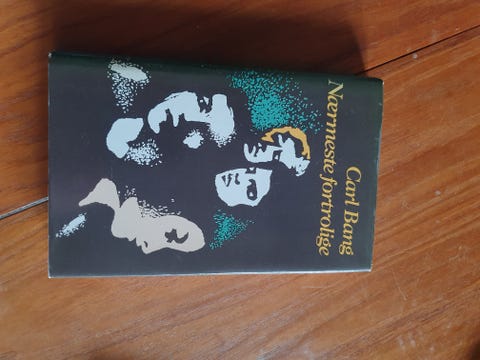 Carl Bang
Nærmeste fortrolige